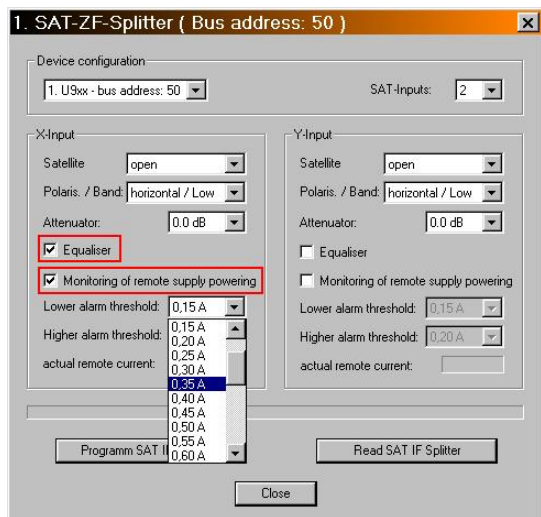 1. SAT-ZF-Splitter ( Bus address: 50 )
Device configuration
1. U9xx - bus address: 50
SAT-Inputs: 2
X-Input
Satellite open
Polaris. / Band: horizontal / Low
Attenuator: 0.0 dB
Equaliser
Monitoring of remote supply powering
Lower alarm threshold: 0,15 A
Higher alarm threshold:
actual remote current:
0,15 A
0,20 A
0,25 A
0,30 A
0,35 A
0,40 A
0,45 A
0,50 A
0,55 A
0,60 A
Y-Input
Satellite open
Polaris. / Band: horizontal / Low
Attenuator: 0.0 dB
Equaliser
Monitoring of remote supply powering
Lower alarm threshold: 0,15 A
Higher alarm threshold: 0,20 A
actual remote current:
Programm SAT I
Read SAT IF Splitter
Close